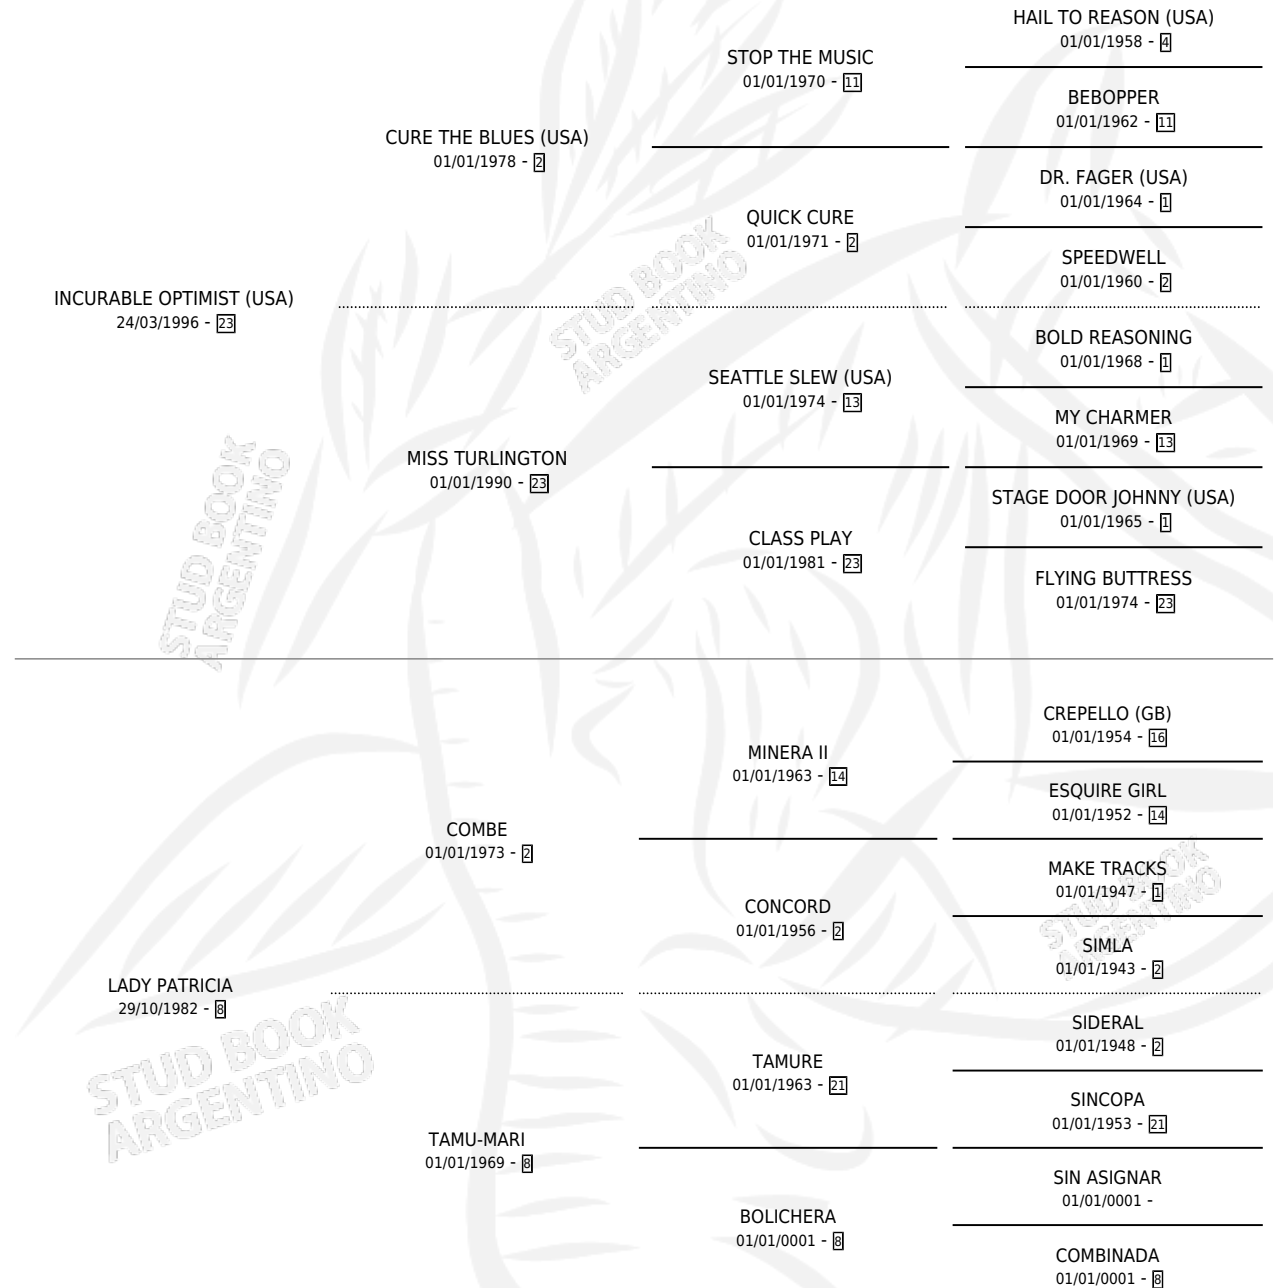 HAIL TO REASON (USA)
01/01/1958 - 4
STOP THE MUSIC
01/01/1970 - 11
BEBOPPER
01/01/1962 - 11
CURE THE BLUES (USA)
01/01/1978 - 2
DR. FAGER (USA)
01/01/1964 - 1
QUICK CURE
01/01/1971 - 2
SPEEDWELL
01/01/1960 - 2
INCURABLE OPTIMIST (USA)
24/03/1996 - 23
BOLD REASONING
01/01/1968 - 1
SEATTLE SLEW (USA)
01/01/1974 - 13
MY CHARMER
01/01/1969 - 13
MISS TURLINGTON
01/01/1990 - 23
STAGE DOOR JOHNNY (USA)
01/01/1965 - 1
CLASS PLAY
01/01/1981 - 23
FLYING BUTTRESS
01/01/1974 - 23
CREPELLO (GB)
01/01/1954 - 16
MINERA II
01/01/1963 - 14
ESQUIRE GIRL
01/01/1952 - 14
COMBE
01/01/1973 - 2
MAKE TRACKS
01/01/1947 - 1
CONCORD
01/01/1956 - 2
SIMLA
01/01/1943 - 2
LADY PATRICIA
29/10/1982 - 8
SIDERAL
01/01/1948 - 2
TAMURE
01/01/1963 - 21
SINCOPA
01/01/1953 - 21
TAMU-MARI
01/01/1969 - 8
SIN ASIGNAR
01/01/0001 -
BOLICHERA
01/01/0001 - 8
COMBINADA
01/01/0001 - 8
STUD BOOK
ARGENTINO
STUD BOOK
ARGENTINO
STUD BOOK
ARGENTINO
STUD BOOK
ARGENTINO